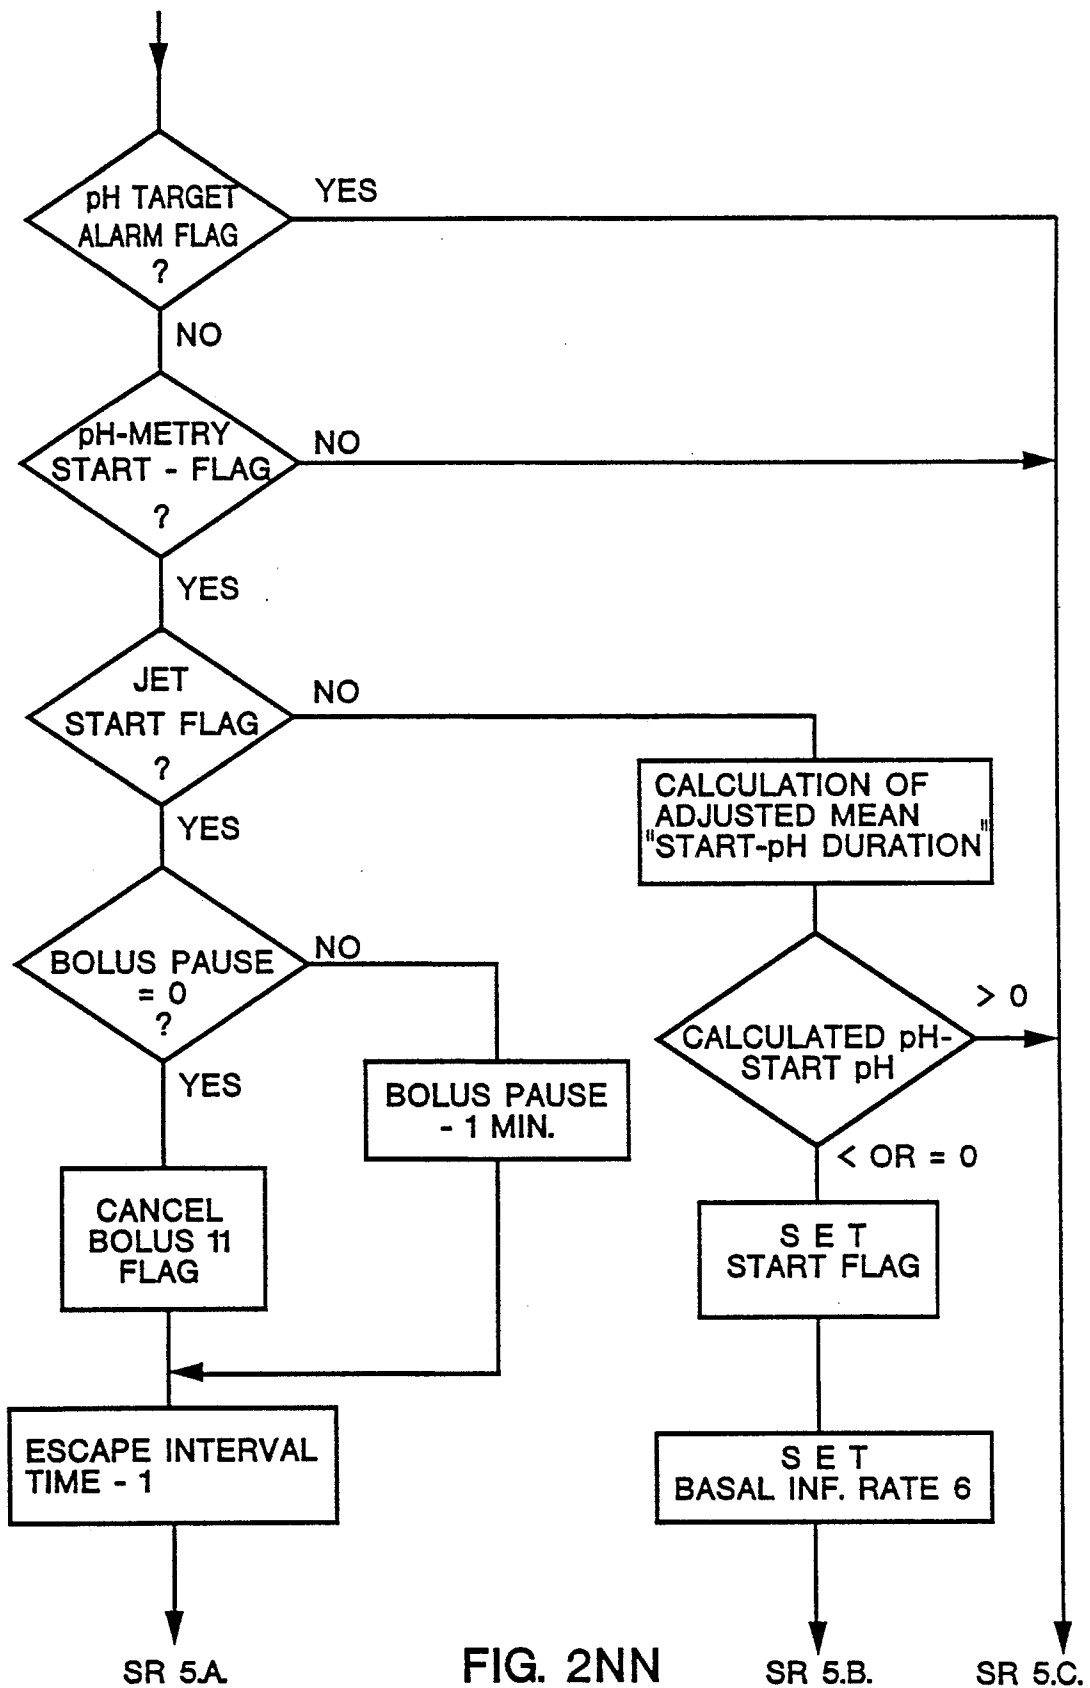 pH TARGET
ALARM FLAG
?
YES
NO
pH-METRY
START - FLAG
?
NO
YES
JET
START FLAG
?
NO
YES
CALCULATION OF
ADJUSTED MEAN
"START-pH DURATION"
BOLUS PAUSE
= 0
?
NO
YES
BOLUS PAUSE
- 1 MIN.
CALCULATED pH-
START pH
> 0
< OR = 0
CANCEL
BOLUS 11
FLAG
S E T
START FLAG
ESCAPE INTERVAL
TIME - 1
S E T
BASAL INF. RATE 6
SR 5.A.
FIG. 2NN
SR 5.B.
SR 5.C.